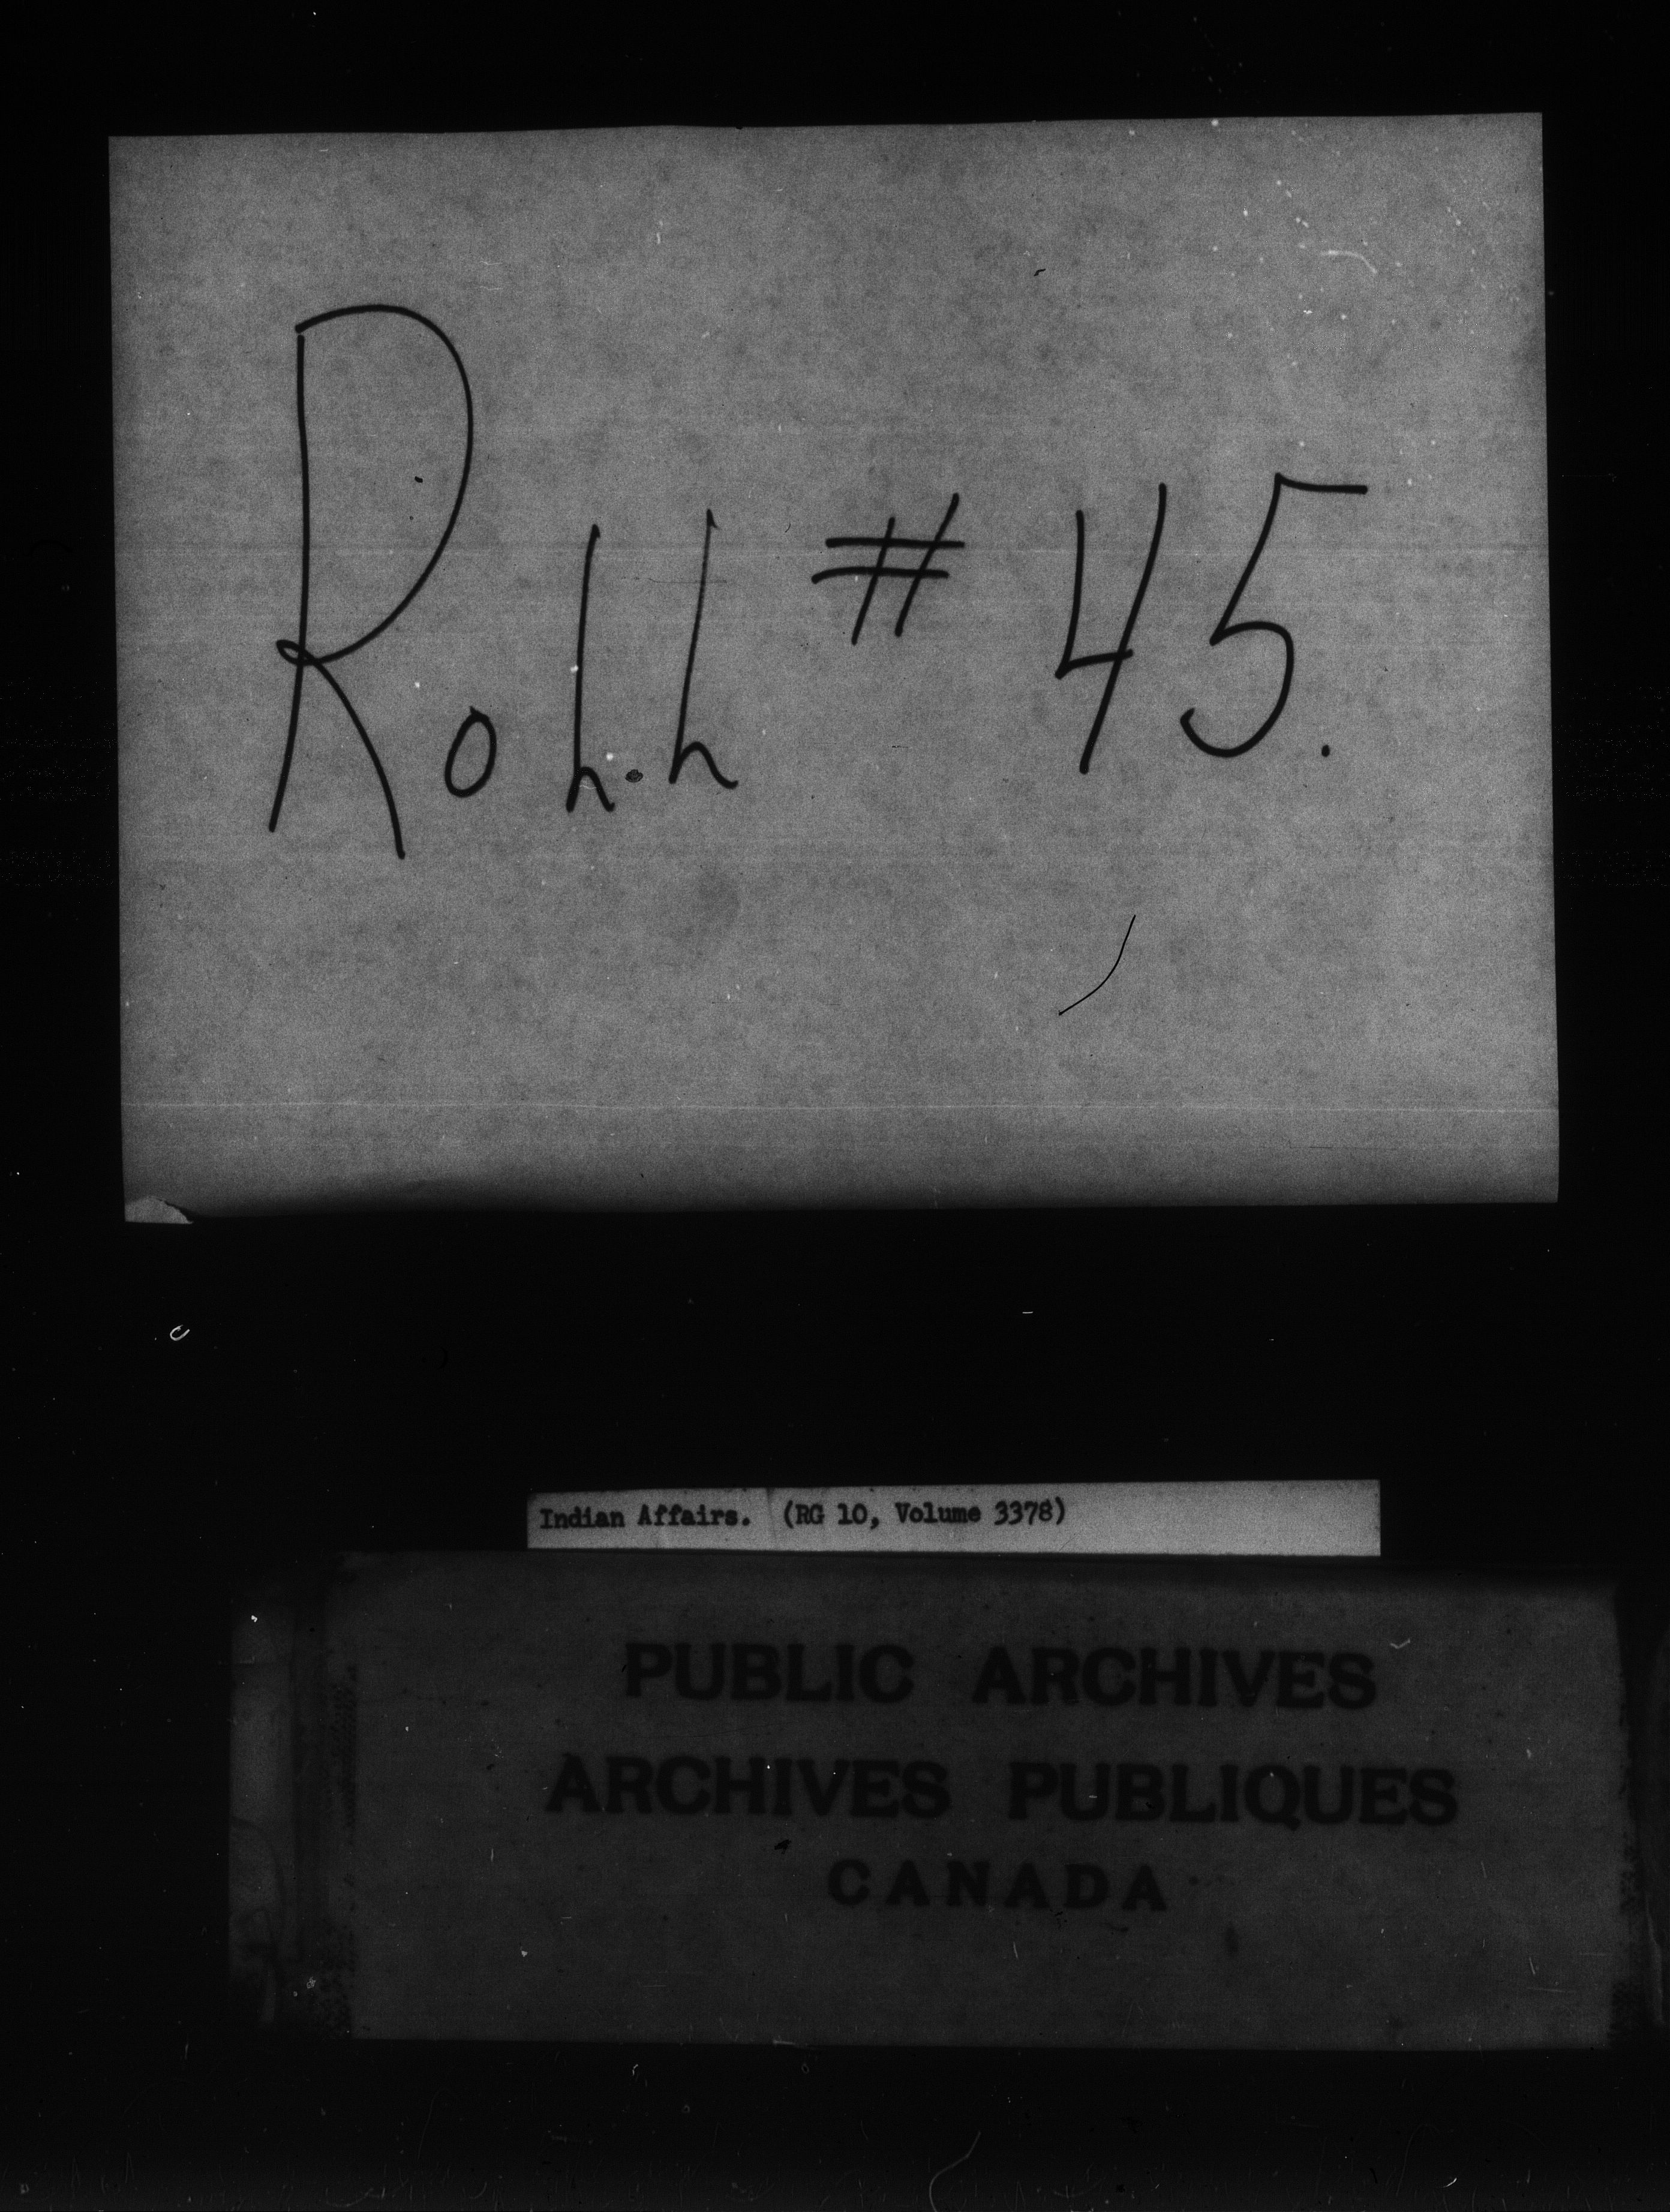 Roll # 45.
Indian Affairs. (RG 10, Volume 3378)
PUBLIC ARCHIVES
ARCHIVES PUBLIQUES
CANADA